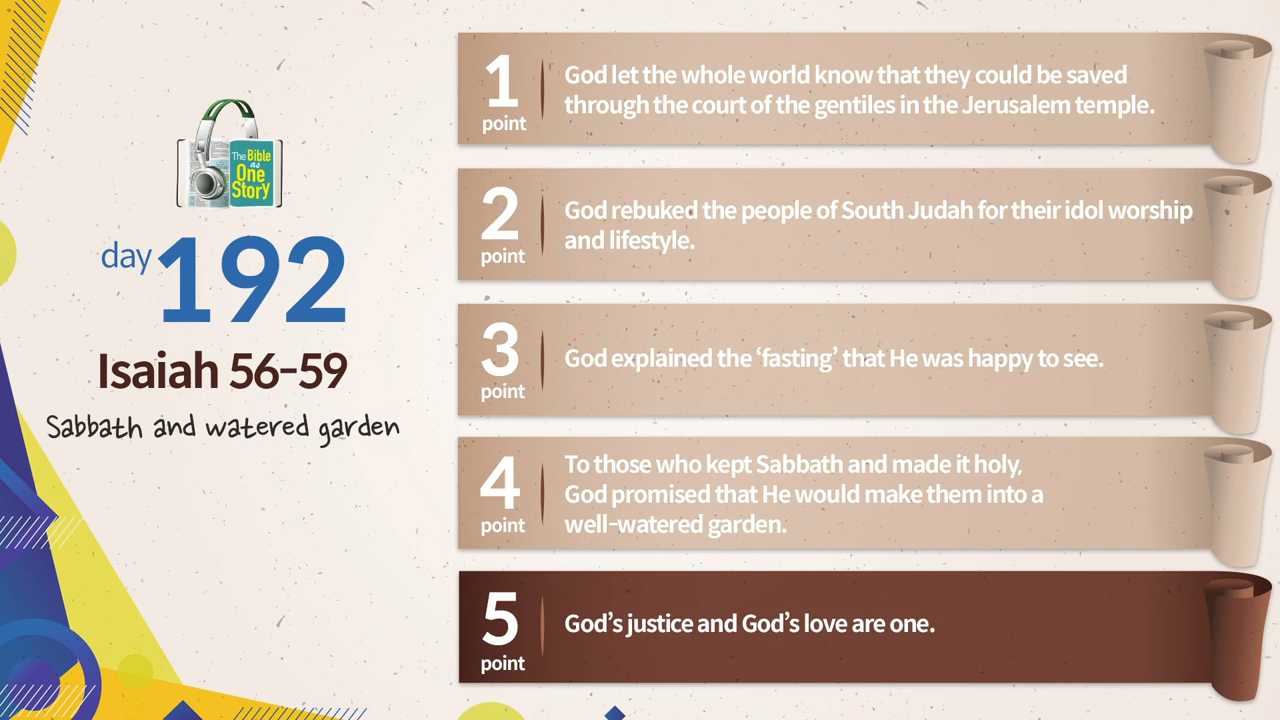 The Bible
as
One
Story
day 192
Isaiah 56-59
Sabbath and watered garden
1
point
God let the whole world know that they could be saved
through the court of the gentiles in the Jerusalem temple.
2
point
God rebuked the people of South Judah for their idol worship
and lifestyle.
3
point
God explained the ‘fasting’ that He was happy to see.
4
point
To those who kept Sabbath and made it holy,
God promised that He would make them into a
well-watered garden.
5
point
God’s justice and God’s love are one.